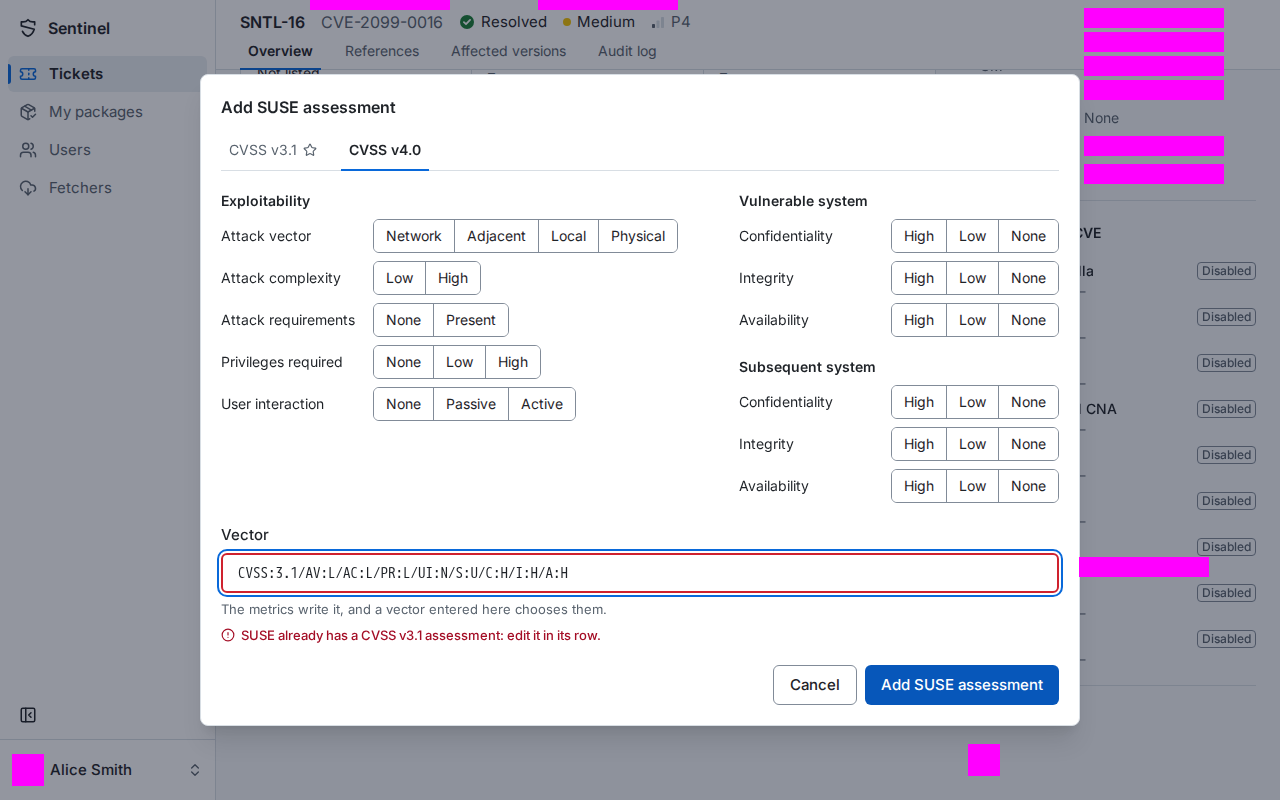 Sentinel
Tickets
My packages
Users
Fetchers
Alice Smith
SNTL-16 CVE-2099-0016 Resolved Medium P4
Overview References Affected versions Audit log
None
Disabled
Disabled
Disabled
CNA Disabled
Disabled
Disabled
Disabled
Disabled
Disabled
Add SUSE assessment
CVSS v3.1 CVSS v4.0
Exploitability
Attack vector Network Adjacent Local Physical
Attack complexity Low High
Attack requirements None Present
Privileges required None Low High
User interaction None Passive Active
Vulnerable system
Confidentiality High Low None
Integrity High Low None
Availability High Low None
Subsequent system
Confidentiality High Low None
Integrity High Low None
Availability High Low None
Vector
CVSS:3.1/AV:L/AC:L/PR:L/UI:N/S:U/C:H/I:H/A:H
The metrics write it, and a vector entered here chooses them.
SUSE already has a CVSS v3.1 assessment: edit it in its row.
Cancel Add SUSE assessment